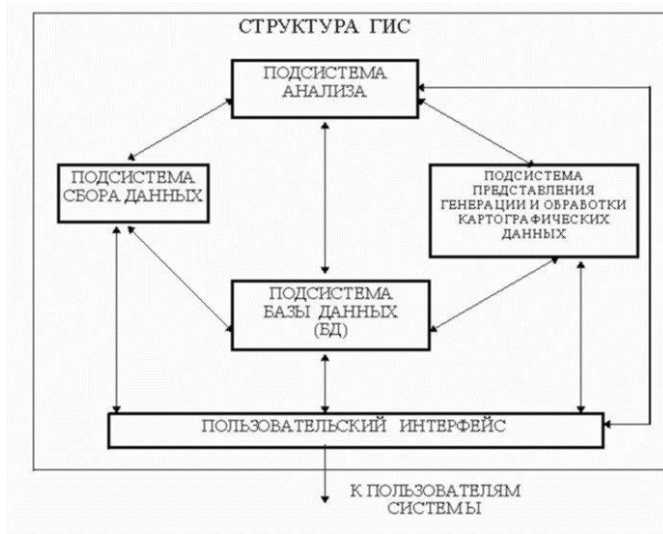 СТРУКТУРА ГИС
ПОДСИСТЕМА
АНАЛИЗА
ПОДСИСТЕМА
СБОРА ДАННЫХ
ПОДСИСТЕМА
ПРЕДСТАВЛЕНИЯ
ГЕНЕРАЦИИ И ОБРАБОТКИ
КАРТОГРАФИЧЕСКИХ
ДАННЫХ
ПОДСИСТЕМА
БАЗЫ ДАННЫХ
(БД)
ПОЛЬЗОВАТЕЛЬСКИЙ ИНТЕРФЕЙС
К ПОЛЬЗОВАТЕЛЯМ
СИСТЕМЫ